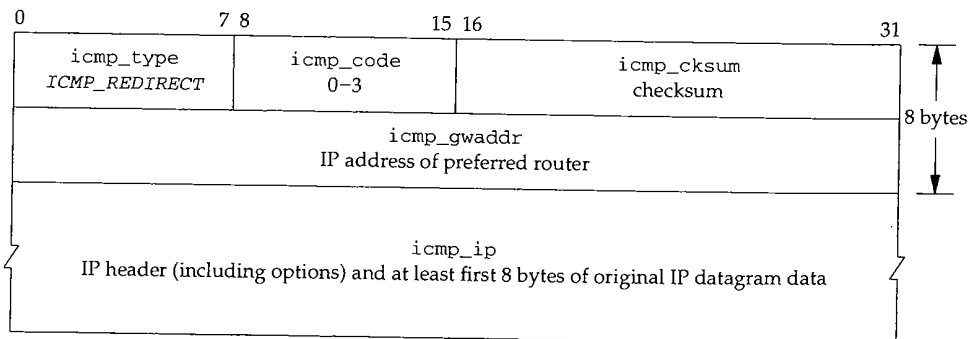 0 7 8 15 16 31
icmp_type icmp_code icmp_cksum
ICMP_REDIRECT 0–3 checksum
8 bytes
icmp_gwaddr
IP address of preferred router
icmp_ip
IP header (including options) and at least first 8 bytes of original IP datagram data